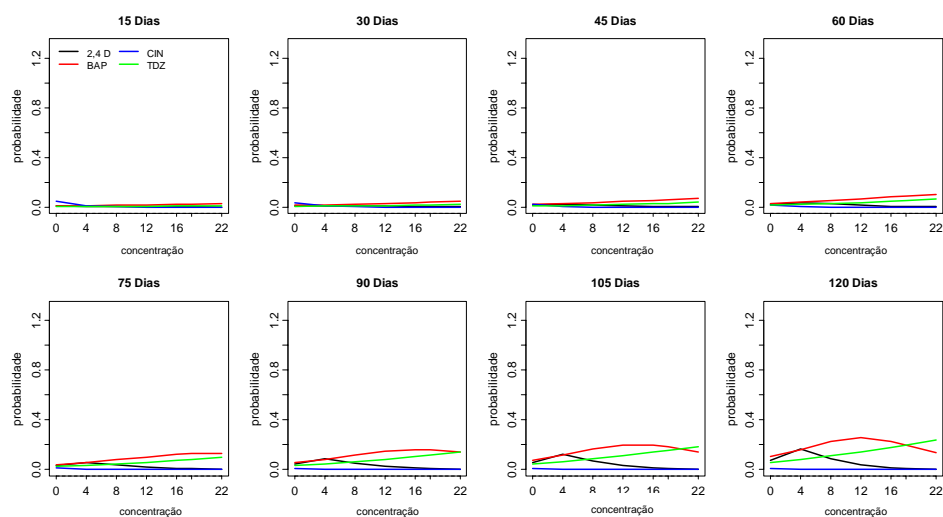 15 Dias
30 Dias
45 Dias
60 Dias
2,4 D
CIN
BAP
TDZ
probabilidade
0.0 0.4 0.8 1.2
0 4 8 12 16 22
concentração
probabilidade
0.0 0.4 0.8 1.2
0 4 8 12 16 22
concentração
probabilidade
0.0 0.4 0.8 1.2
0 4 8 12 16 22
concentração
probabilidade
0.0 0.4 0.8 1.2
0 4 8 12 16 22
concentração
75 Dias
90 Dias
105 Dias
120 Dias
probabilidade
0.0 0.4 0.8 1.2
0 4 8 12 16 22
concentração
probabilidade
0.0 0.4 0.8 1.2
0 4 8 12 16 22
concentração
probabilidade
0.0 0.4 0.8 1.2
0 4 8 12 16 22
concentração
probabilidade
0.0 0.4 0.8 1.2
0 4 8 12 16 22
concentração